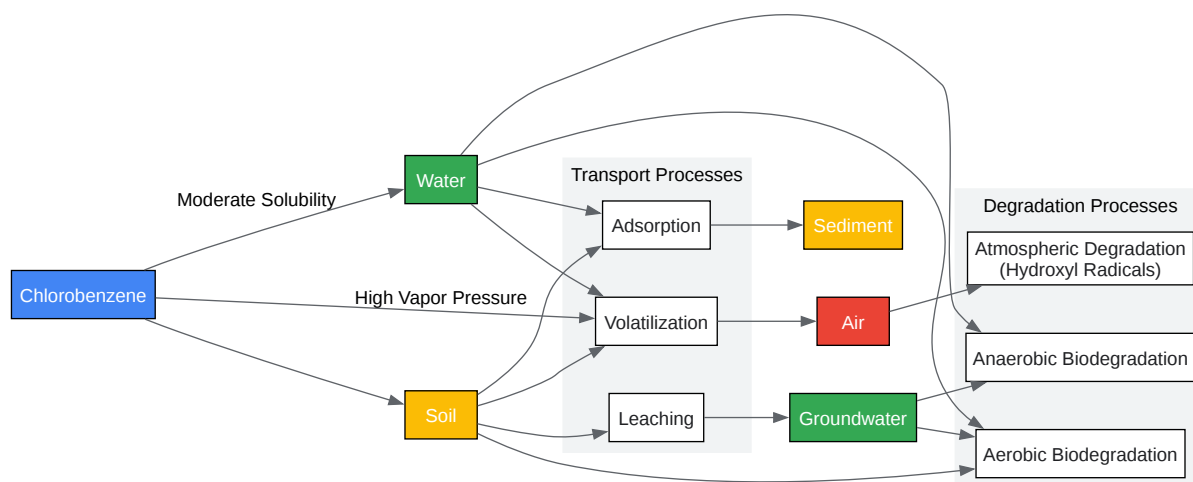 Chlorobenzene
Moderate Solubility
High Vapor Pressure
Water
Soil
Transport Processes
Adsorption
Volatilization
Leaching
Sediment
Air
Groundwater
Degradation Processes
Atmospheric Degradation
(Hydroxyl Radicals)
Anaerobic Biodegradation
Aerobic Biodegradation